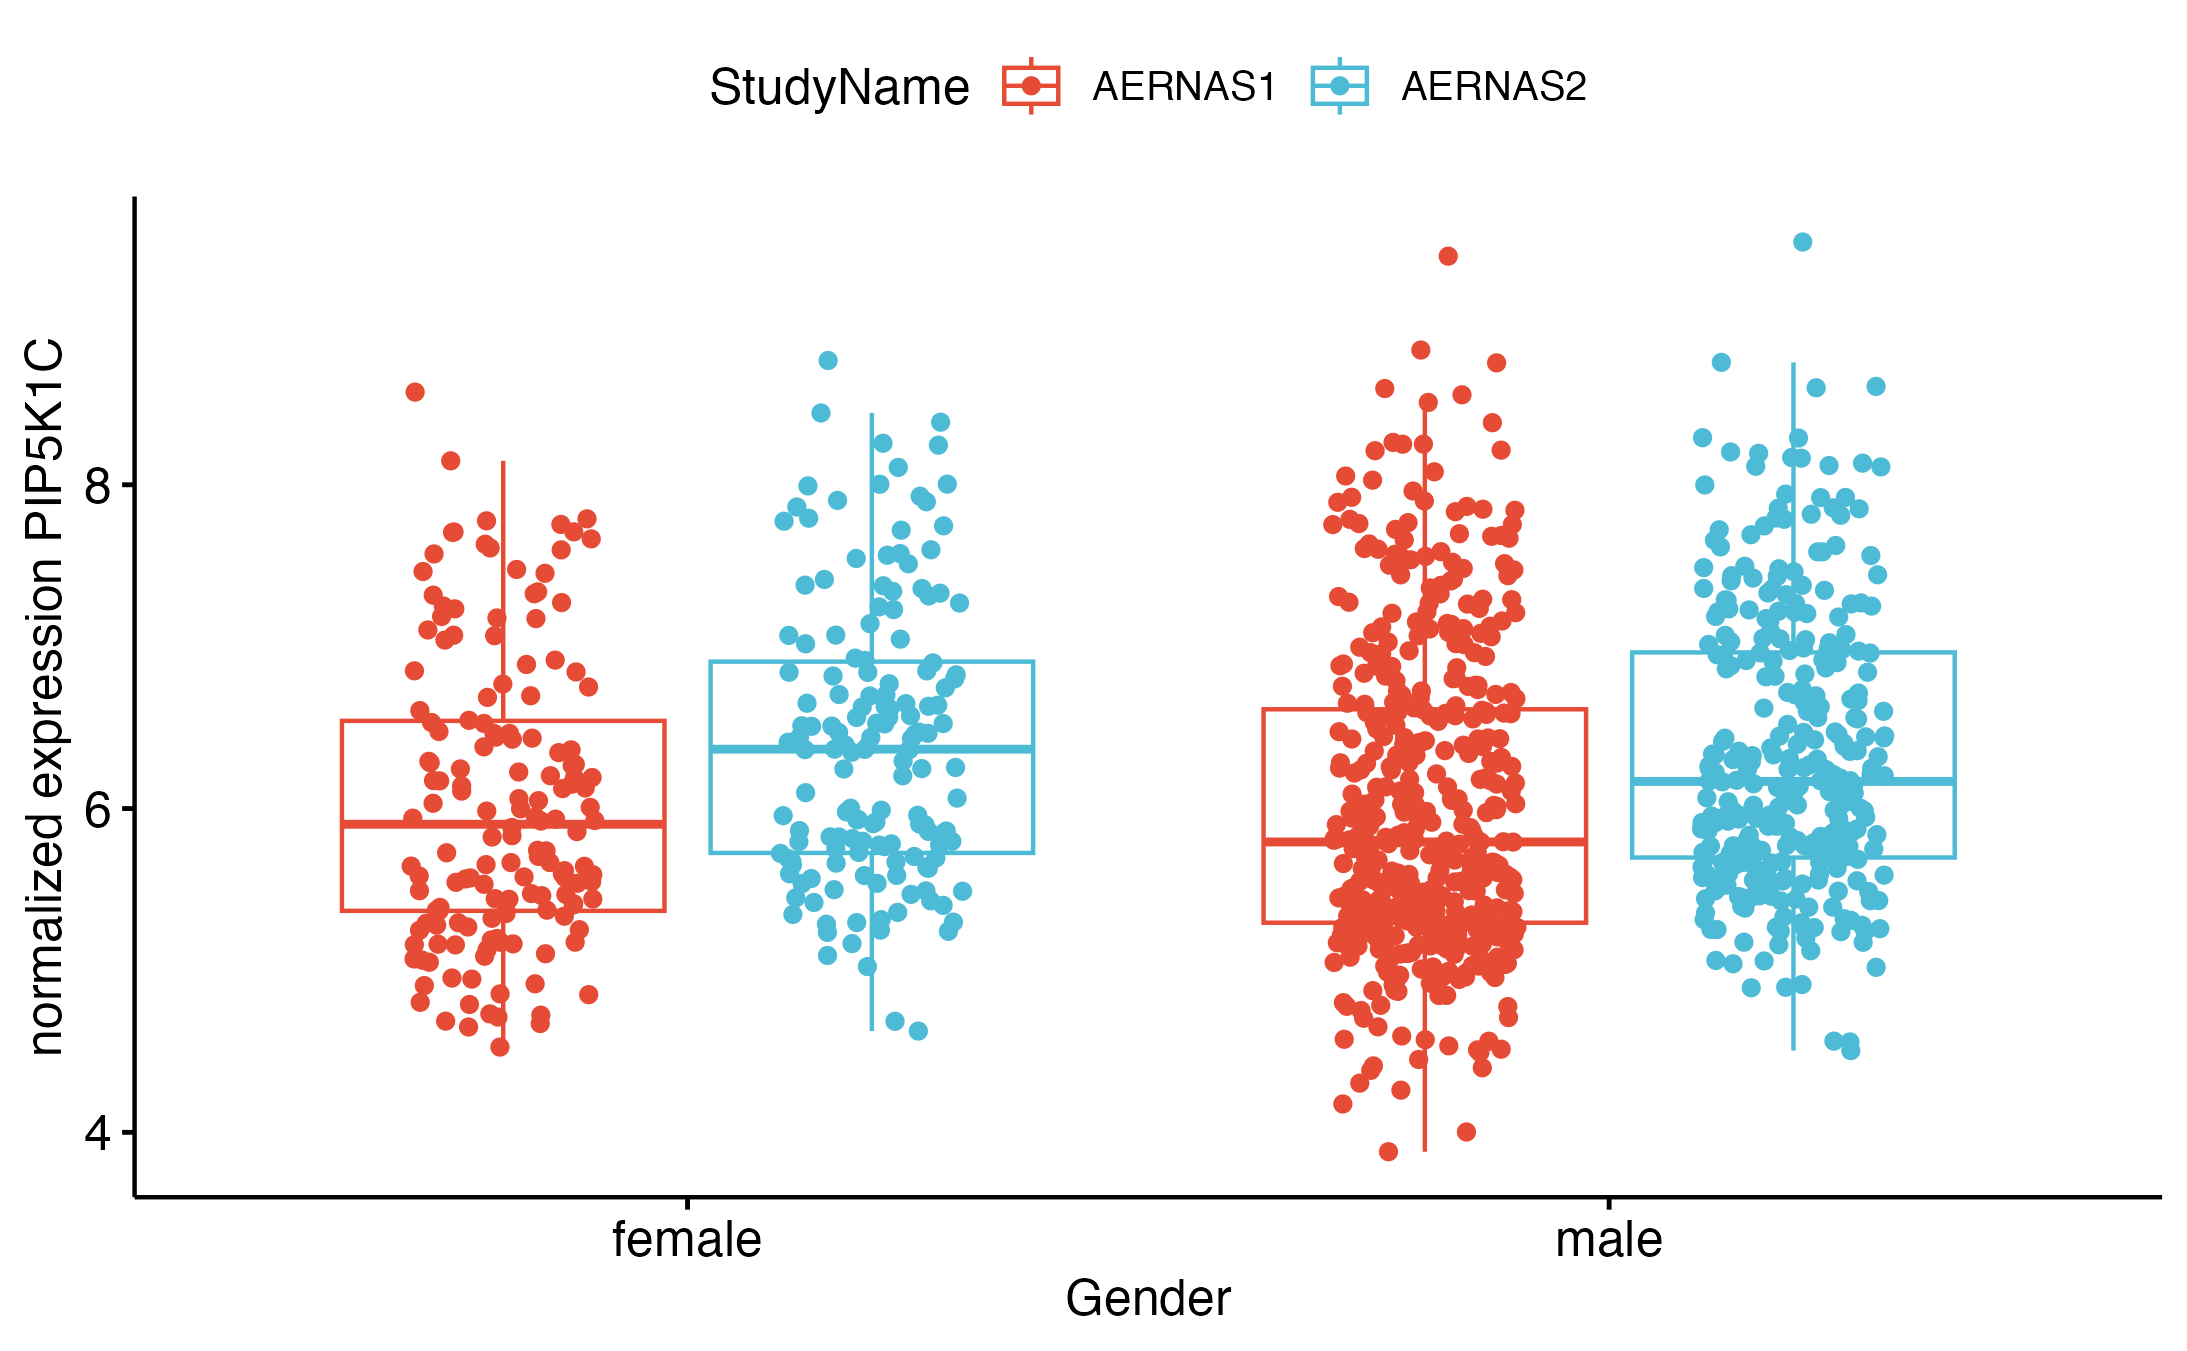 StudyName AERNAS1 AERNAS2
normalized expression PIP5K1C
8
6
4
female male
Gender